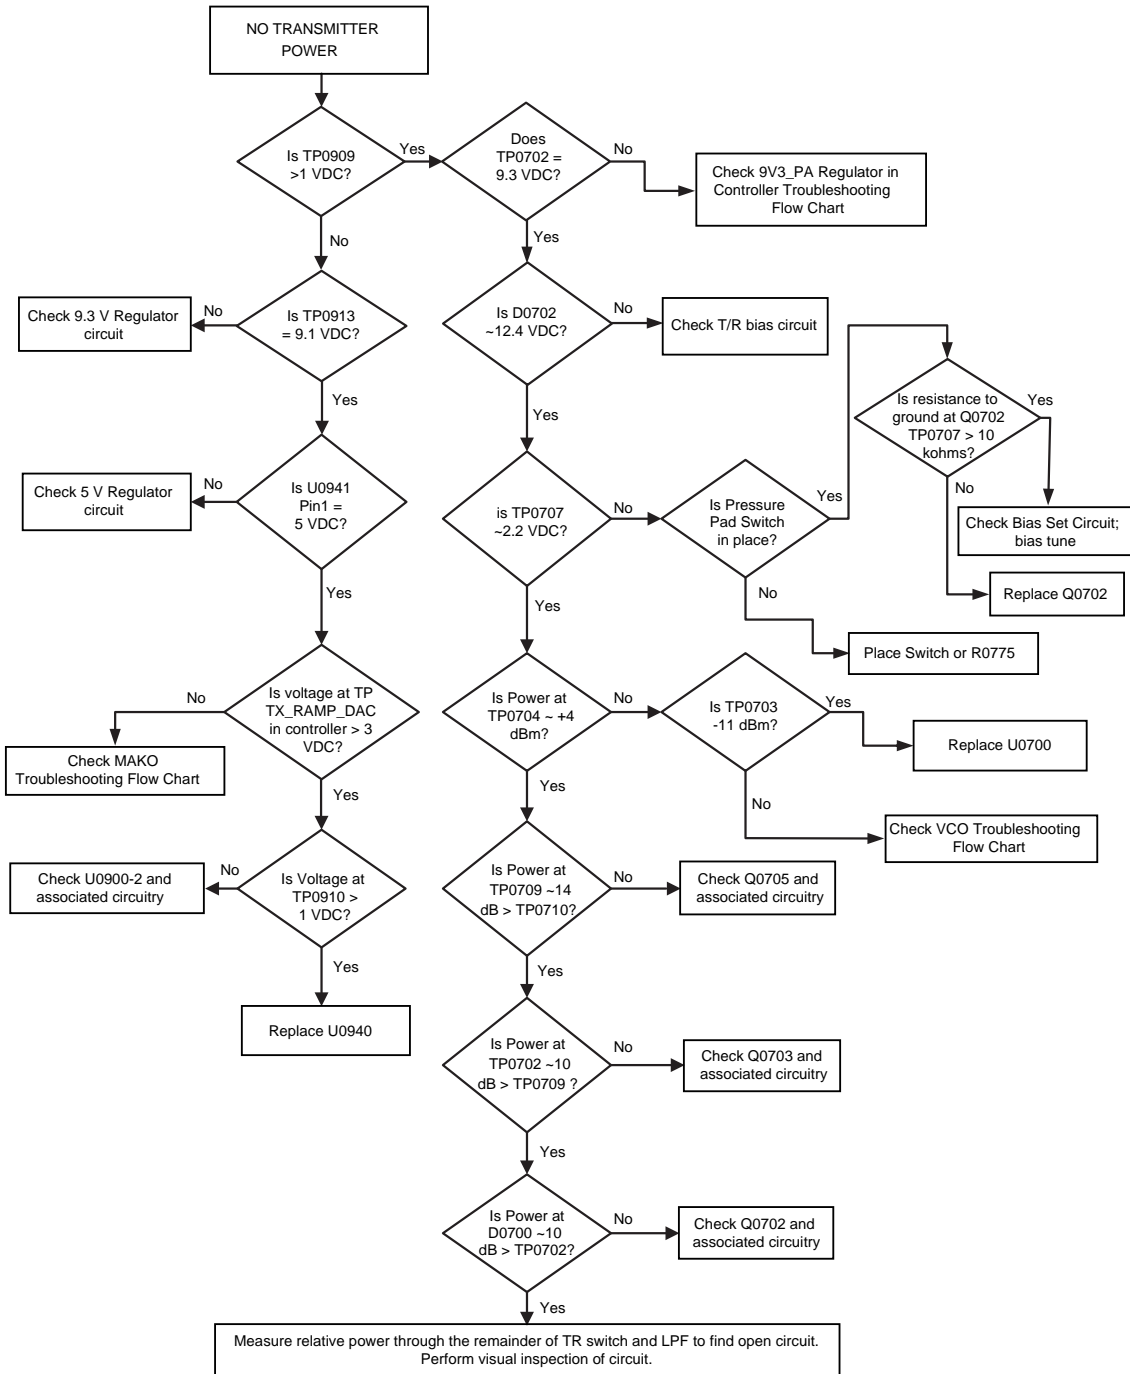 NO TRANSMITTER
POWER
Is TP0909
>1 VDC?
Yes
No
Does
TP0702 =
9.3 VDC?
No
Yes
Check 9V3_PA Regulator in
Controller Troubleshooting
Flow Chart
Is TP0913
= 9.1 VDC?
No
Yes
Check 9.3 V Regulator
circuit
Is D0702
~12.4 VDC?
No
Yes
Check T/R bias circuit
Is resistance to
ground at Q0702
TP0707 > 10
kohms?
Yes
No
Check Bias Set Circuit;
bias tune
Replace Q0702
Is U0941
Pin1 =
5 VDC?
No
Yes
Check 5 V Regulator
circuit
is TP0707
~2.2 VDC?
No
Yes
Is Pressure
Pad Switch
in place?
Yes
No
Place Switch or R0775
Is voltage at TP
TX_RAMP_DAC
in controller > 3
VDC?
No
Yes
Check MAKO
Troubleshooting Flow Chart
Is Power at
TP0704 ~ +4
dBm?
No
Yes
Is TP0703
-11 dBm?
Yes
No
Replace U0700
Check VCO Troubleshooting
Flow Chart
Is Voltage at
TP0910 >
1 VDC?
No
Yes
Check U0900-2 and
associated circuitry
Replace U0940
Is Power at
TP0709 ~14
dB > TP0710?
No
Yes
Check Q0705 and
associated circuitry
Is Power at
TP0702 ~10
dB > TP0709 ?
No
Yes
Check Q0703 and
associated circuitry
Is Power at
D0700 ~10
dB > TP0702?
No
Yes
Check Q0702 and
associated circuitry
Measure relative power through the remainder of TR switch and LPF to find open circuit.
Perform visual inspection of circuit.